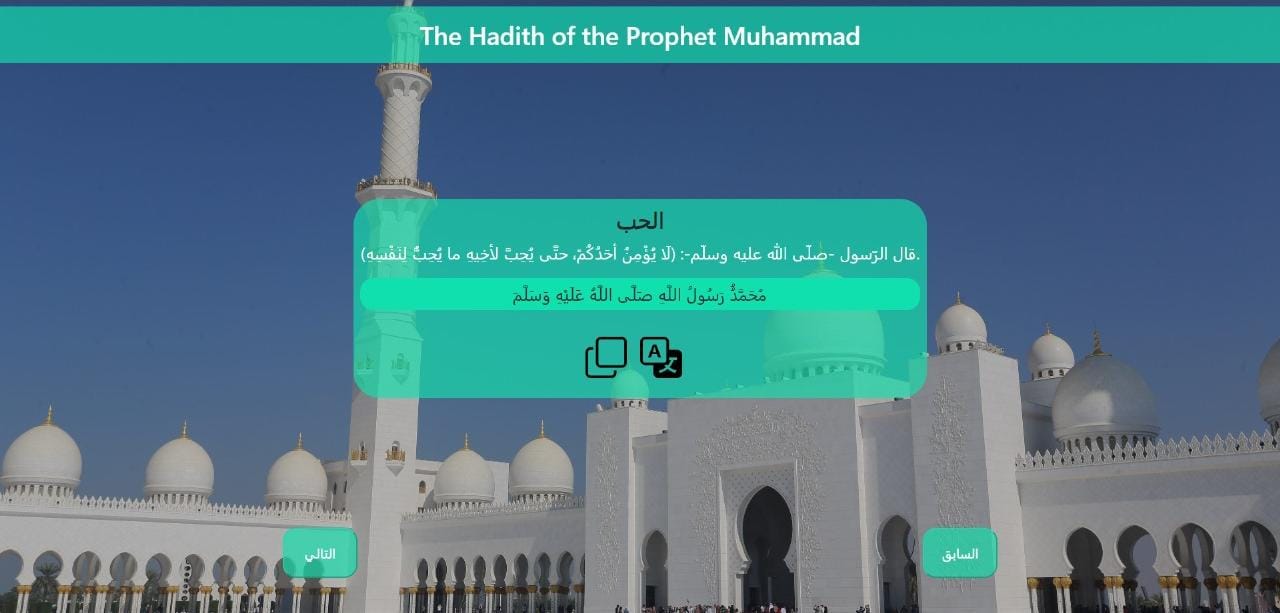 The Hadith of the Prophet Muhammad
الحب
قال الرّسول -صلّى الله عليه وسلّم-: (لَا يُؤْمِنُ أحَدُكُمْ، حتَّى يُحِبَّ لأخِيهِ ما يُحِبُّ لِنَفْسِهِ).
مُحَمَّدٌ رَسُولُ اللَّهِ صَلَّى اللَّهُ عَلَيْهِ وَسَلَّمَ
A
السابق
التالي